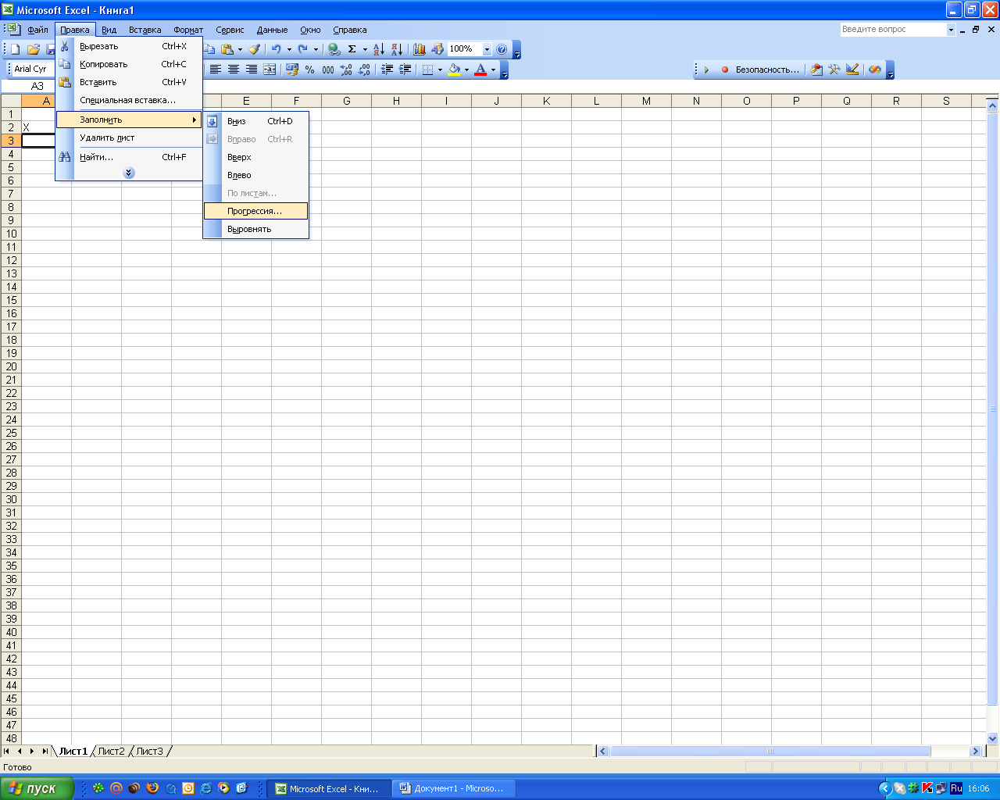 Microsoft Excel - Книга1
Файл Правка Вид Вставка Формат Сервис Данные Окно Справка
Введите вопрос
Σ 100%
Arial Cyr % 000 Безопасность...
A3
Вырезать Ctrl+X
Копировать Ctrl+C
Вставить Ctrl+V
Специальная вставка...
Заполнить
Удалить лист
Найти... Ctrl+F
Вниз Ctrl+D
Вправо Ctrl+R
Вверх
Влево
По листам...
Прогрессия...
Выровнять
A E F G H I J K L M N O P Q R S
1
2 X
3
4
5
6
7
8
9
10
11
12
13
14
15
16
17
18
19
20
21
22
23
24
25
26
27
28
29
30
31
32
33
34
35
36
37
38
39
40
41
42
43
44
45
46
47
48
Лист1 Лист2 Лист3
Готово
пуск Microsoft Excel - Кни... Документ1 - Microso... Ru 16:06